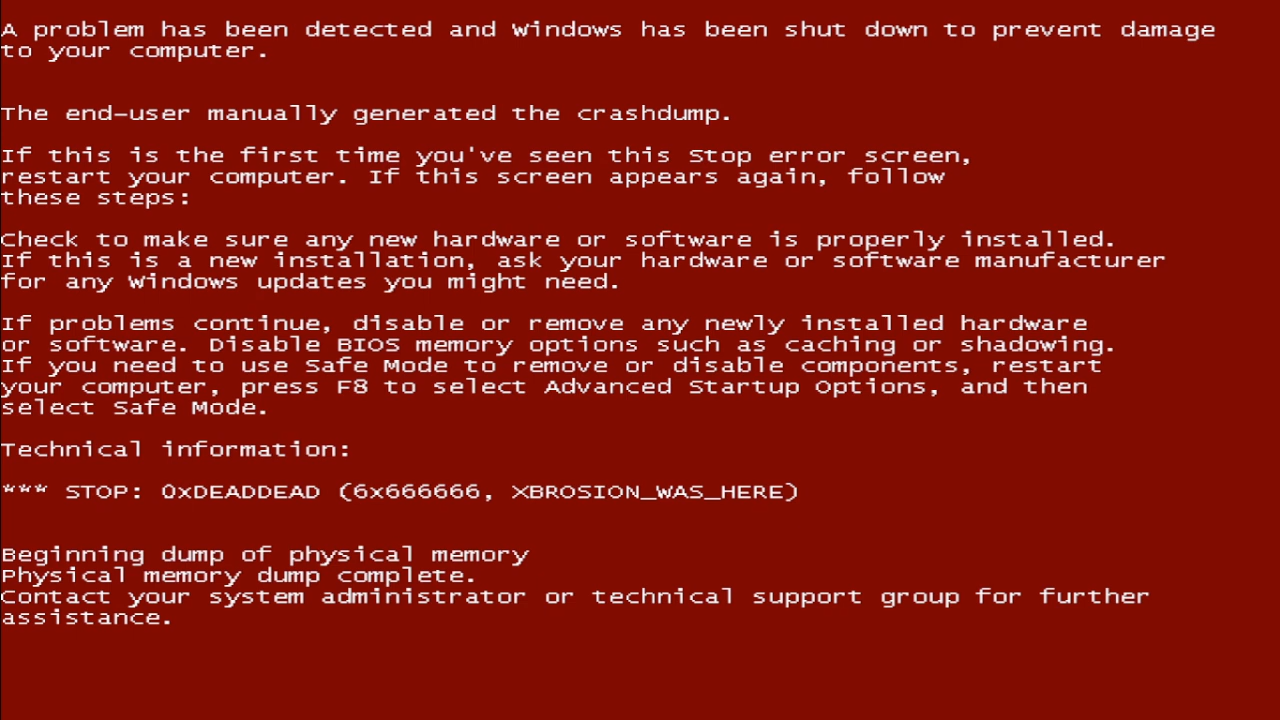 A problem has been detected and Windows has been shut down to prevent damage
to your computer.
The end-user manually generated the crashdump.
If this is the first time you've seen this Stop error screen,
restart your computer. If this screen appears again, follow
these steps:
Check to make sure any new hardware or software is properly installed.
If this is a new installation, ask your hardware or software manufacturer
for any Windows updates you might need.
If problems continue, disable or remove any newly installed hardware
or software. Disable BIOS memory options such as caching or shadowing.
If you need to use Safe Mode to remove or disable components, restart
your computer, press F8 to select Advanced Startup Options, and then
select Safe Mode.
Technical information:
*** STOP: 0xDEADDEAD (6x666666, XBROSION_WAS_HERE)
Beginning dump of physical memory
Physical memory dump complete.
Contact your system administrator or technical support group for further
assistance.